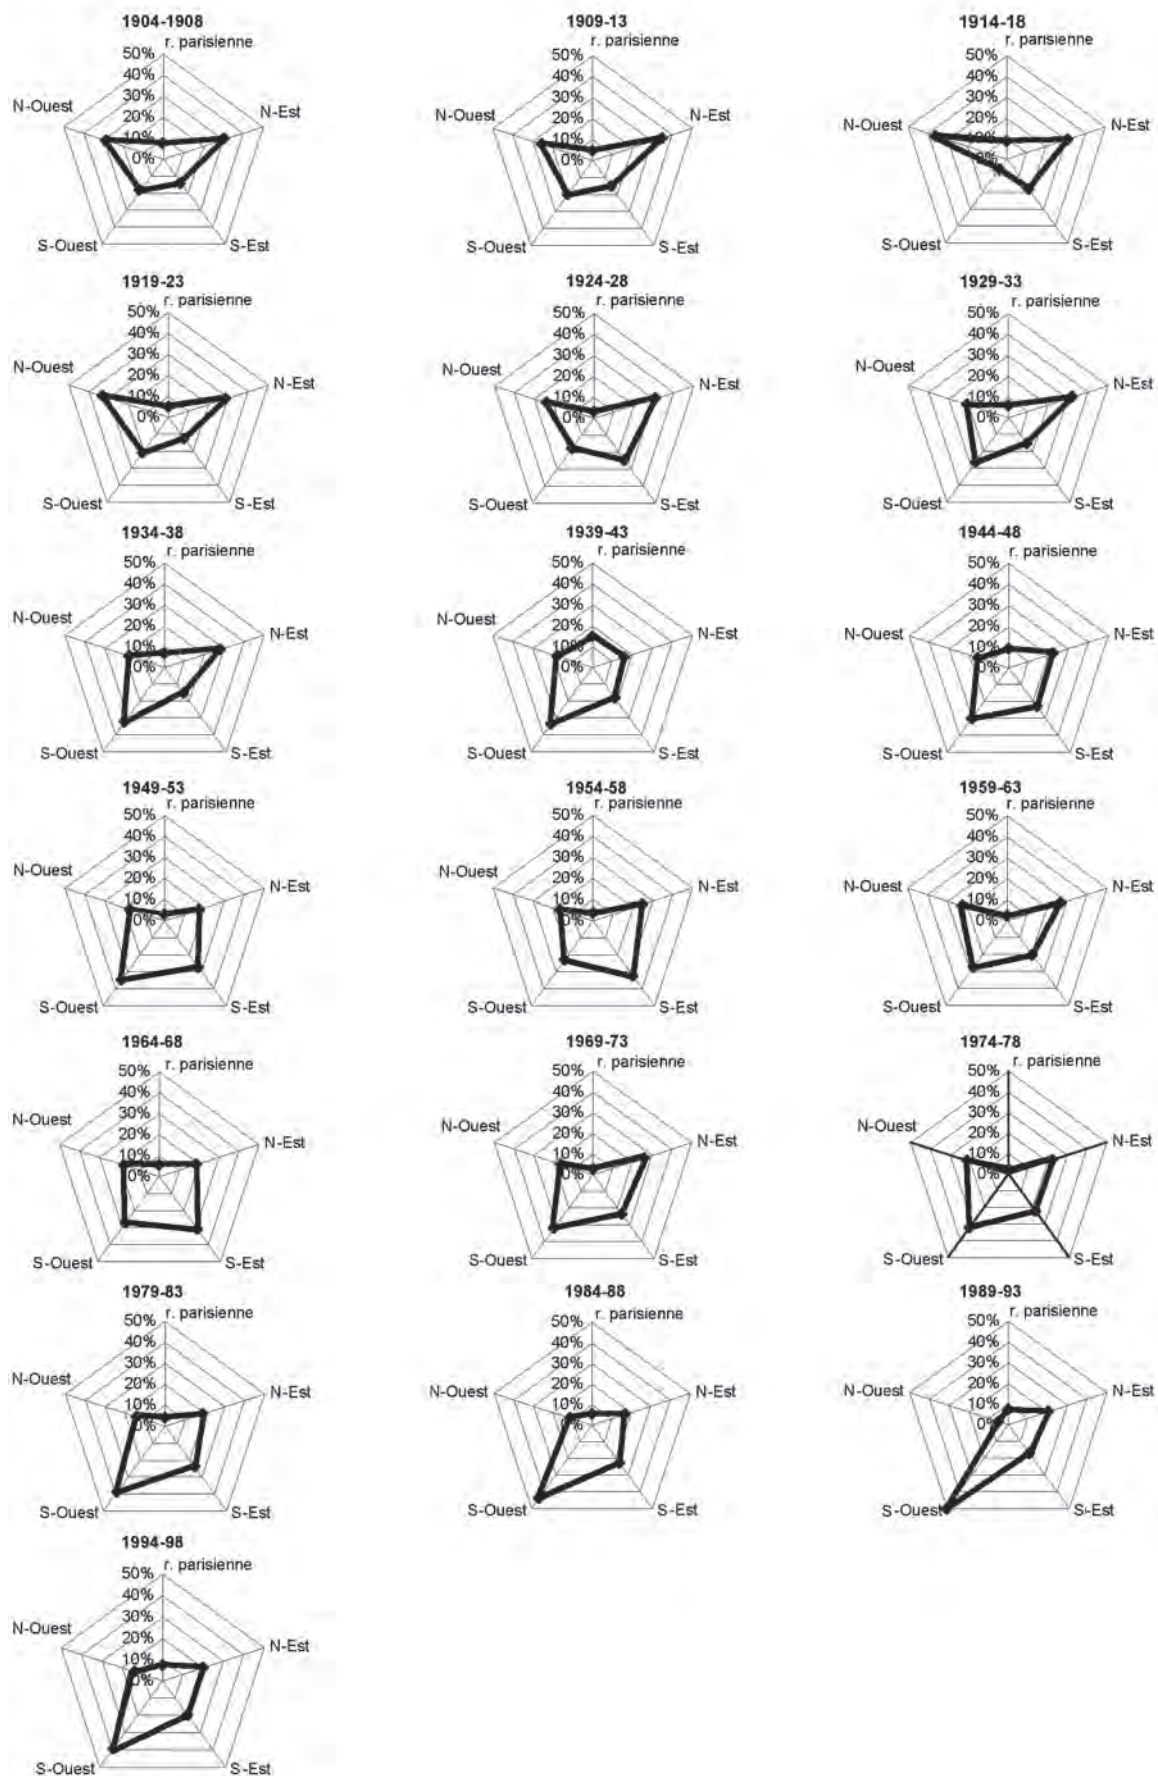 1904-1908
r. parisienne
50%
40%
30%
20%
10%
0%
N-Ouest
N-Est
S-Ouest
S-Est
1909-13
r. parisienne
50%
40%
30%
20%
10%
0%
N-Ouest
N-Est
S-Ouest
S-Est
1914-18
r. parisienne
50%
40%
30%
20%
10%
0%
N-Ouest
N-Est
S-Ouest
S-Est
1919-23
r. parisienne
50%
40%
30%
20%
10%
0%
N-Ouest
N-Est
S-Ouest
S-Est
1924-28
r. parisienne
50%
40%
30%
20%
10%
0%
N-Ouest
N-Est
S-Ouest
S-Est
1929-33
r. parisienne
50%
40%
30%
20%
10%
0%
N-Ouest
N-Est
S-Ouest
S-Est
1934-38
r. parisienne
50%
40%
30%
20%
10%
0%
N-Ouest
N-Est
S-Ouest
S-Est
1939-43
r. parisienne
50%
40%
30%
20%
10%
0%
N-Ouest
N-Est
S-Ouest
S-Est
1944-48
r. parisienne
50%
40%
30%
20%
10%
0%
N-Ouest
N-Est
S-Ouest
S-Est
1949-53
r. parisienne
50%
40%
30%
20%
10%
0%
N-Ouest
N-Est
S-Ouest
S-Est
1954-58
r. parisienne
50%
40%
30%
20%
10%
0%
N-Ouest
N-Est
S-Ouest
S-Est
1959-63
r. parisienne
50%
40%
30%
20%
10%
0%
N-Ouest
N-Est
S-Ouest
S-Est
1964-68
r. parisienne
50%
40%
30%
20%
10%
0%
N-Ouest
N-Est
S-Ouest
S-Est
1969-73
r. parisienne
50%
40%
30%
20%
10%
0%
N-Ouest
N-Est
S-Ouest
S-Est
1974-78
r. parisienne
50%
40%
30%
20%
10%
0%
N-Ouest
N-Est
S-Ouest
S-Est
1979-83
r. parisienne
50%
40%
30%
20%
10%
0%
N-Ouest
N-Est
S-Ouest
S-Est
1984-88
r. parisienne
50%
40%
30%
20%
10%
0%
N-Ouest
N-Est
S-Ouest
S-Est
1989-93
r. parisienne
50%
40%
30%
20%
10%
0%
N-Ouest
N-Est
S-Ouest
S-Est
1994-98
r. parisienne
50%
40%
30%
20%
10%
0%
N-Ouest
N-Est
S-Ouest
S-Est